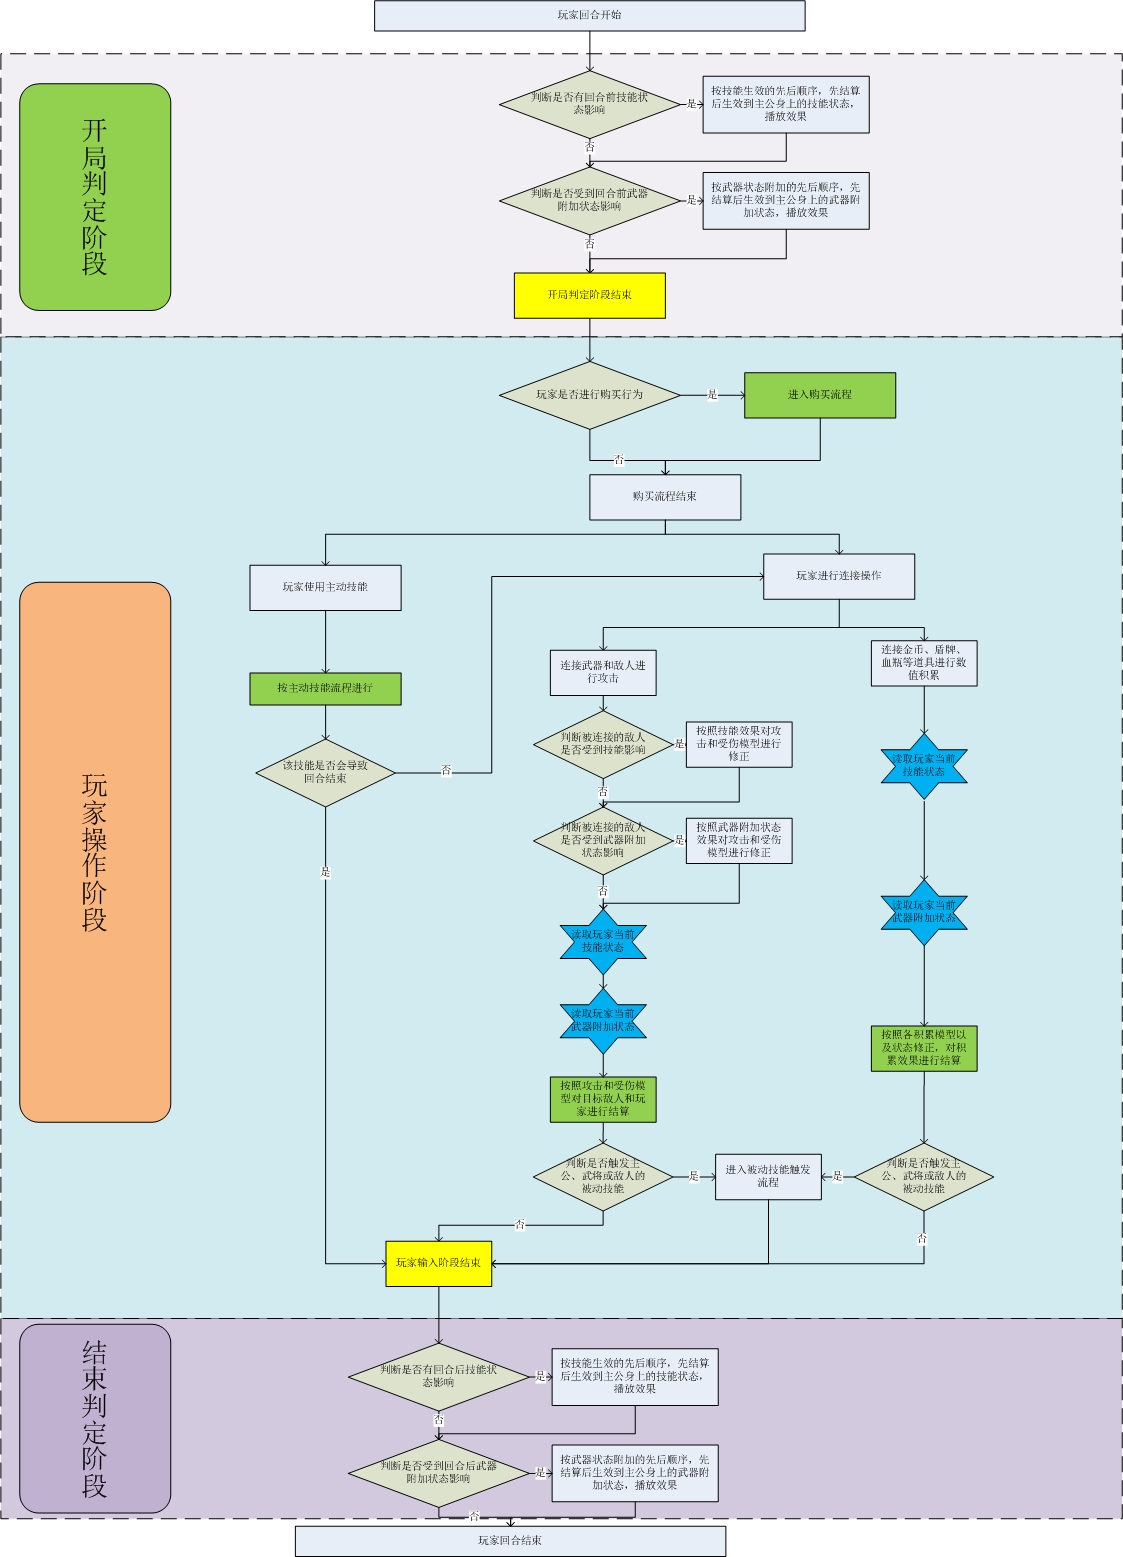 玩家回合开始
开局判定阶段
判断是否有回合前技能状
态影响
是
按技能生效的先后顺序，先结算
后生效到主公身上的技能状态，
播放效果
否
判断是否受到回合前武器
附加状态影响
是
按武器状态附加的先后顺序，先
结算后生效到主公身上的武器附
加状态，播放效果
否
开局判定阶段结束
玩家操作阶段
玩家是否进行购买行为
是
进入购买流程
否
购买流程结束
玩家使用主动技能
玩家进行连接操作
按主动技能流程进行
该技能是否会导致
回合结束
否
是
连接武器和敌人进
行攻击
连接金币、盾牌、
血瓶等道具进行数
值积累
判断被连接的敌人
是否受到技能影响
是
按照技能效果对攻
击和受伤模型进行
修正
否
判断被连接的敌人
是否受到武器附加
状态影响
是
按照武器附加状态
效果对攻击和受伤
模型进行修正
否
读取玩家当前
技能状态
读取玩家当前
武器附加状态
按照攻击和受伤模
型对目标敌人和玩
家进行结算
读取玩家当前
技能状态
读取玩家当前
武器附加状态
按照各积累模型以
及状态修正，对积
累效果进行结算
判断是否触发主
公、武将或敌人的
被动技能
是
进入被动技能触发
流程
是
判断是否触发主
公、武将或敌人的
被动技能
否
否
玩家输入阶段结束
结束判定阶段
判断是否有回合后技能状
态影响
是
按技能生效的先后顺序，先结算
后生效到主公身上的技能状态，
播放效果
否
判断是否受到回合后武器
附加状态影响
是
按武器状态附加的先后顺序，先
结算后生效到主公身上的武器附
加状态，播放效果
否
玩家回合结束